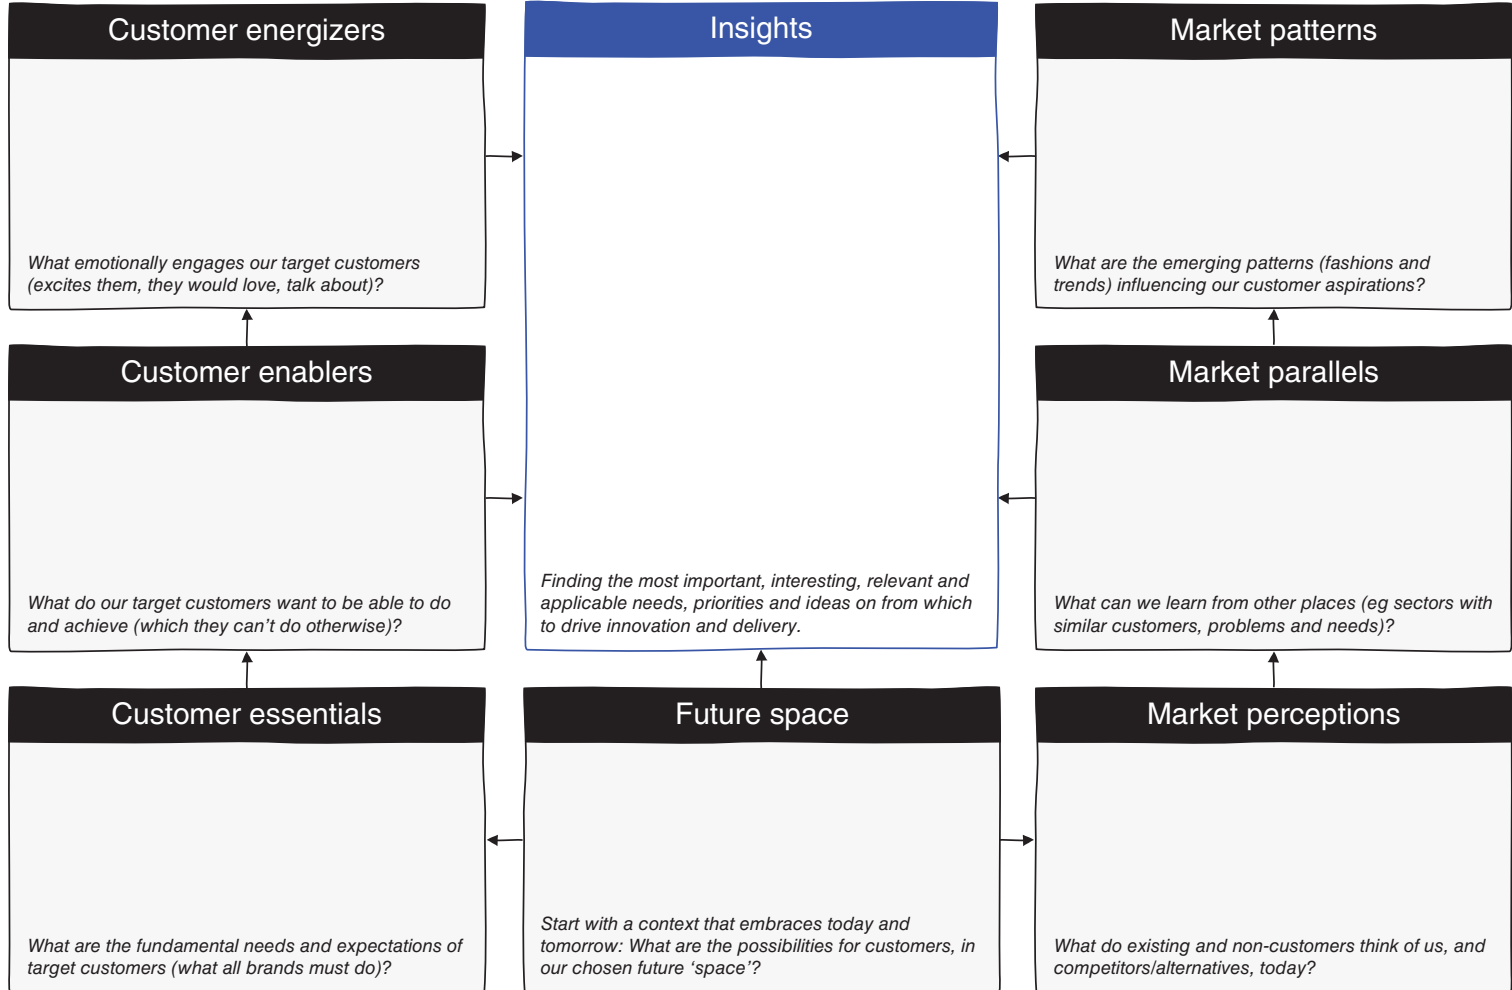 Customer energizers
What emotionally engages our target customers
(excites them, they would love, talk about)?
Insights
Finding the most important, interesting, relevant and
applicable needs, priorities and ideas on from which
to drive innovation and delivery.
Market patterns
What are the emerging patterns (fashions and
trends) influencing our customer aspirations?
Customer enablers
What do our target customers want to be able to do
and achieve (which they can’t do otherwise)?
Market parallels
What can we learn from other places (eg sectors with
similar customers, problems and needs)?
Customer essentials
What are the fundamental needs and expectations of
target customers (what all brands must do)?
Future space
Start with a context that embraces today and
tomorrow: What are the possibilities for customers, in
our chosen future ‘space’?
Market perceptions
What do existing and non-customers think of us, and
competitors/alternatives, today?